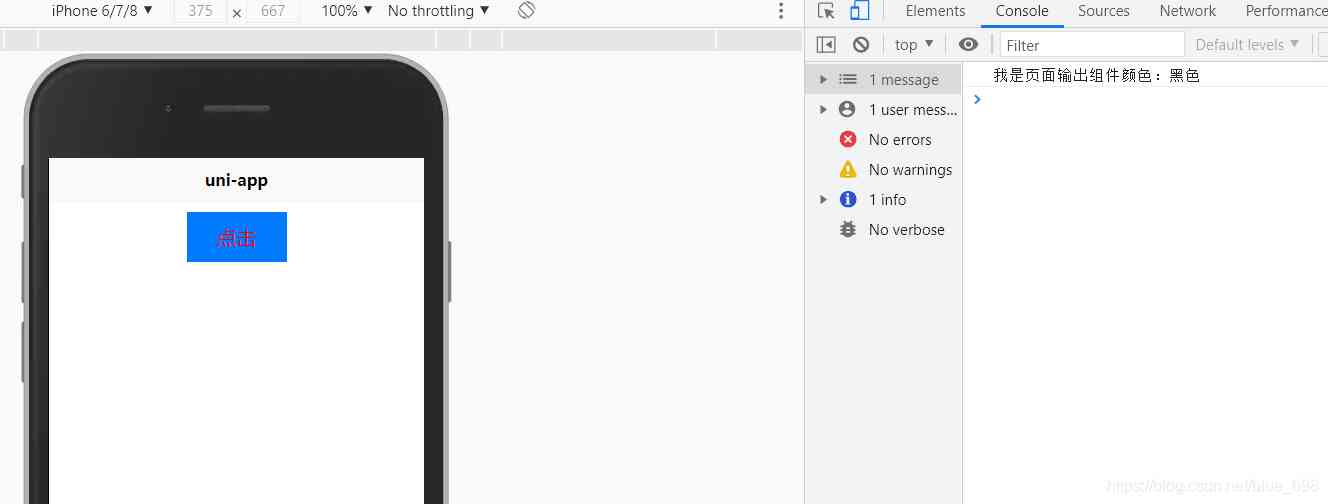 iPhone 6/7/8 ▼ 375 × 667 100% ▼ No throttling ▼
Elements Console Sources Network Performance
top ▼ Filter Default levels ▼
1 message
1 user mess...
No errors
No warnings
1 info
No verbose
我是页面输出组件颜色：黑色
uni-app
点击
https://blog.csdn.net/blue_698